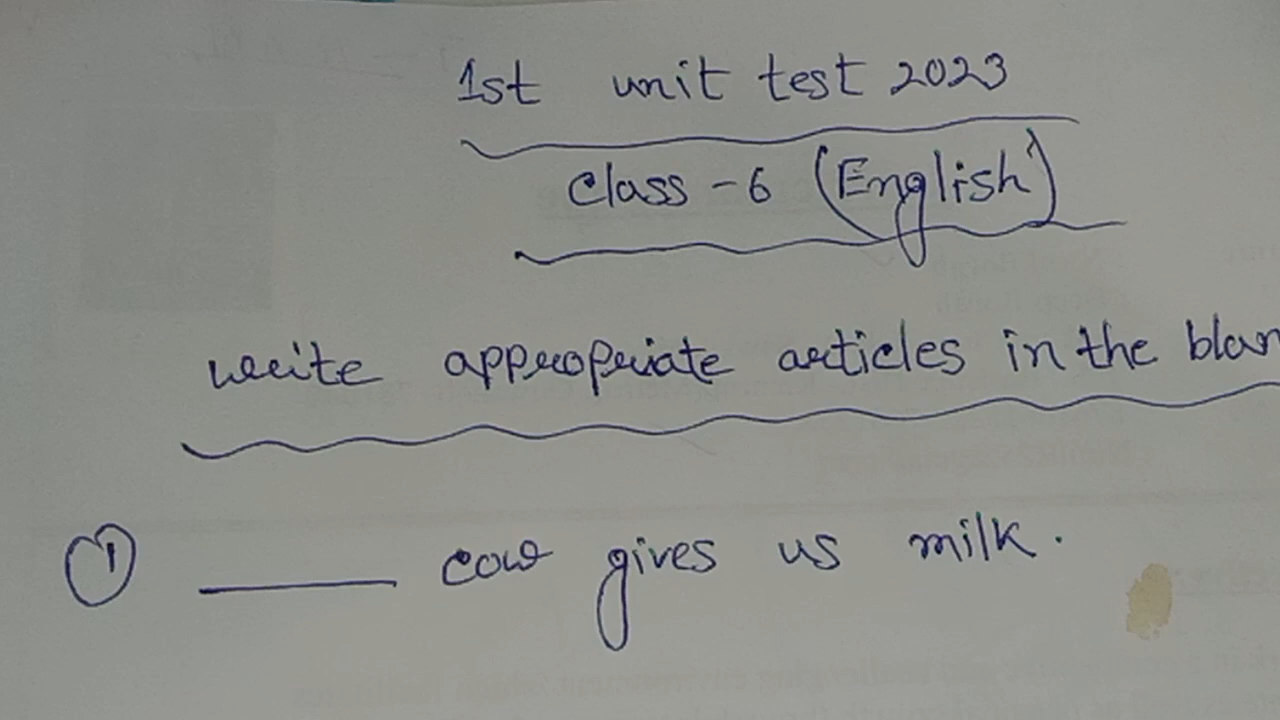 1st unit test 2023
Class - 6 (English)
write appropriate articles in the blan
① ______ cow gives us milk.